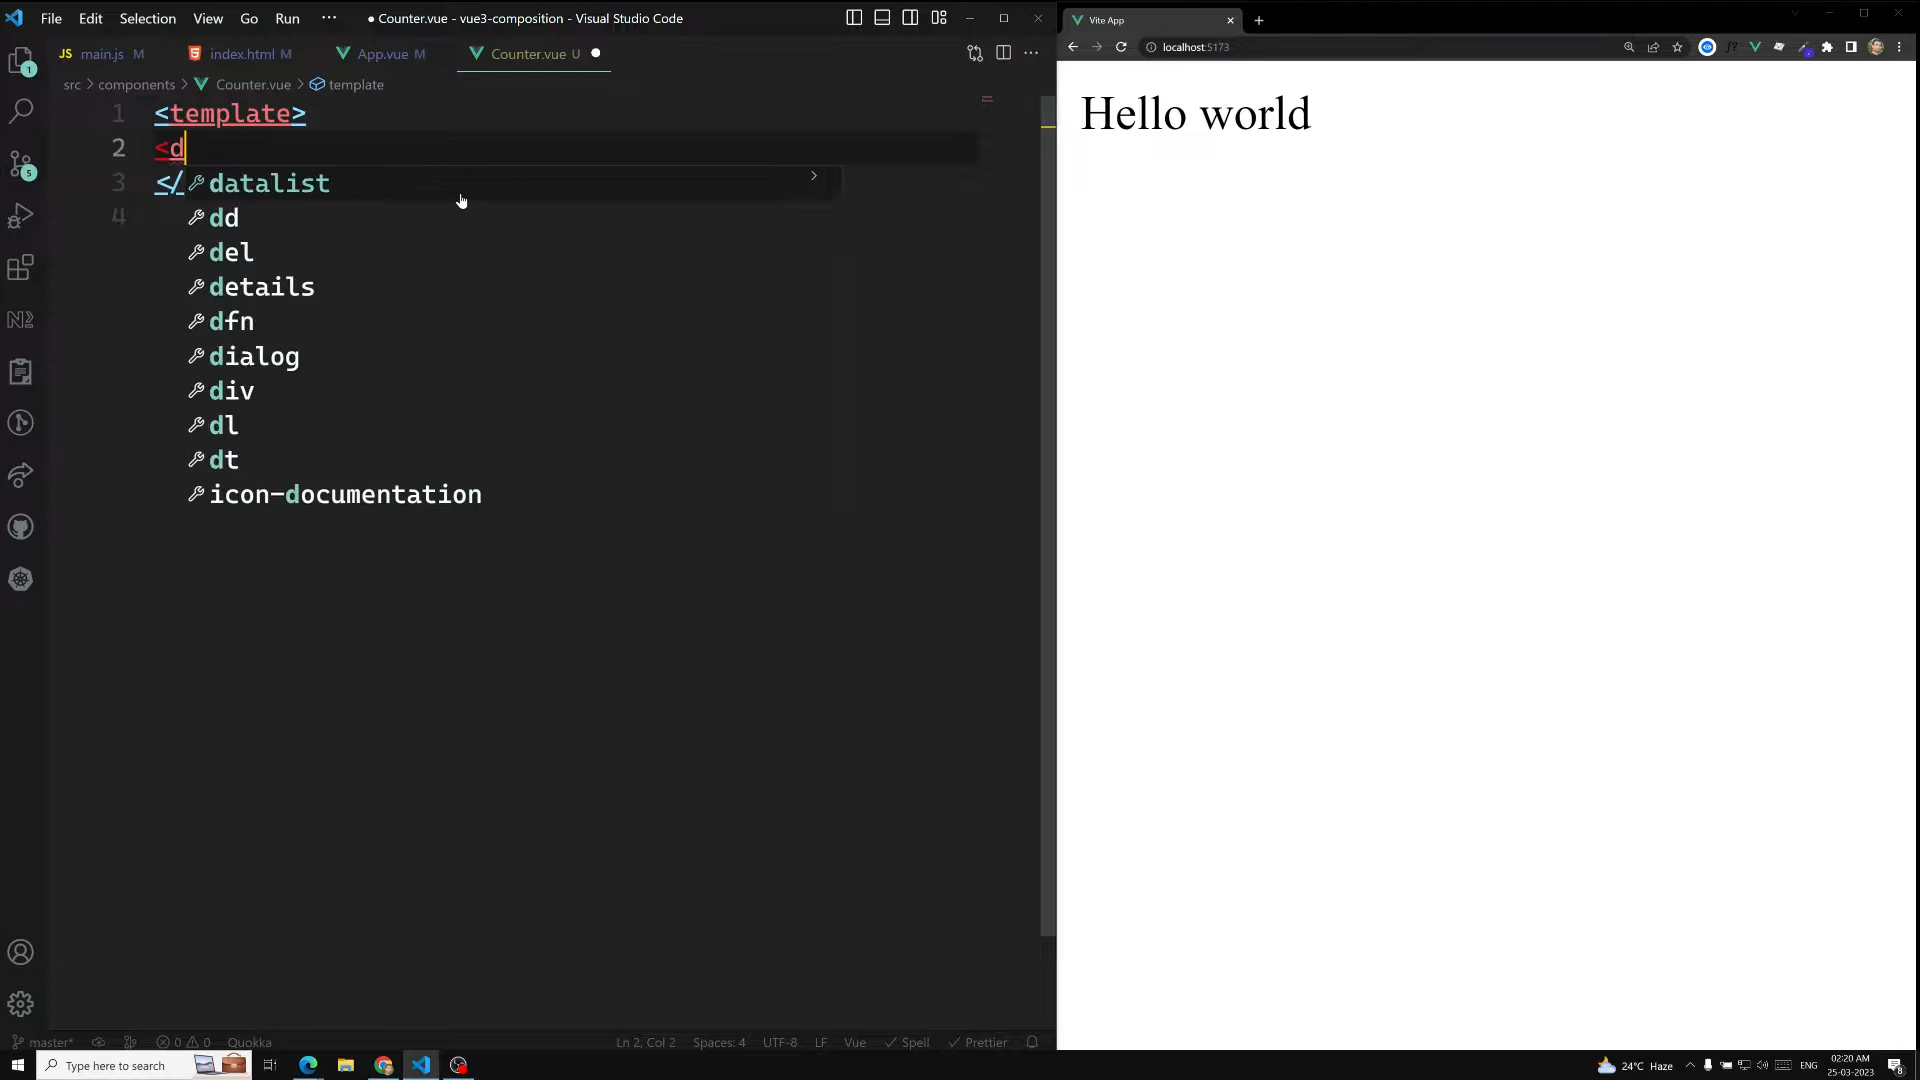 File Edit View Go Run ··· 
Selection
● Counter.vue - vue3-composition - Visual Studio Code
JS main.js M
index.html M
App.vue M
Counter.vue U ●
src > components > Counter.vue > template
1 <template>
2 <d
3 </
4
datalist
dd
del
details
dfn
dialog
div
dl
dt
icon-documentation
1
5
master*
0 0
Quokka
Ln 2, Col 2
Spaces: 4
UTF-8
LF
Vue
Spell
Prettier
Vite App
localhost:5173
Hello world
Type here to search
24°C Haze
ENG
02:20 AM
25-03-2023
8